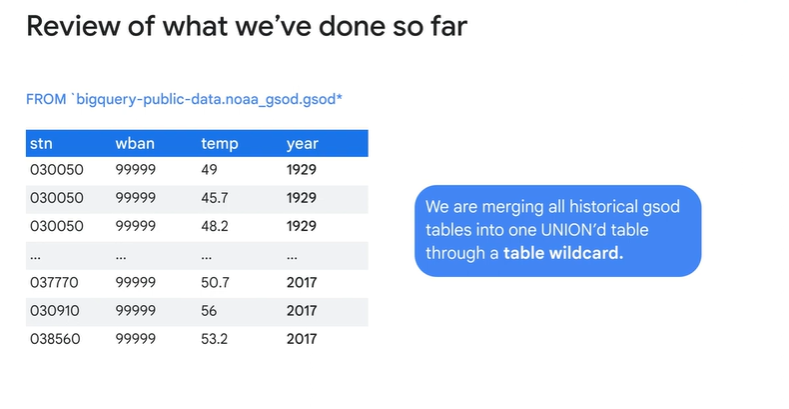 Review of what we've done so far
FROM `bigquery-public-data.noaa_gsod.gsod*
stn wban temp year
030050 99999 49 1929
030050 99999 45.7 1929
030050 99999 48.2 1929
... ... ... ...
037770 99999 50.7 2017
030910 99999 56 2017
038560 99999 53.2 2017
We are merging all historical gsod
tables into one UNION'd table
through a table wildcard.